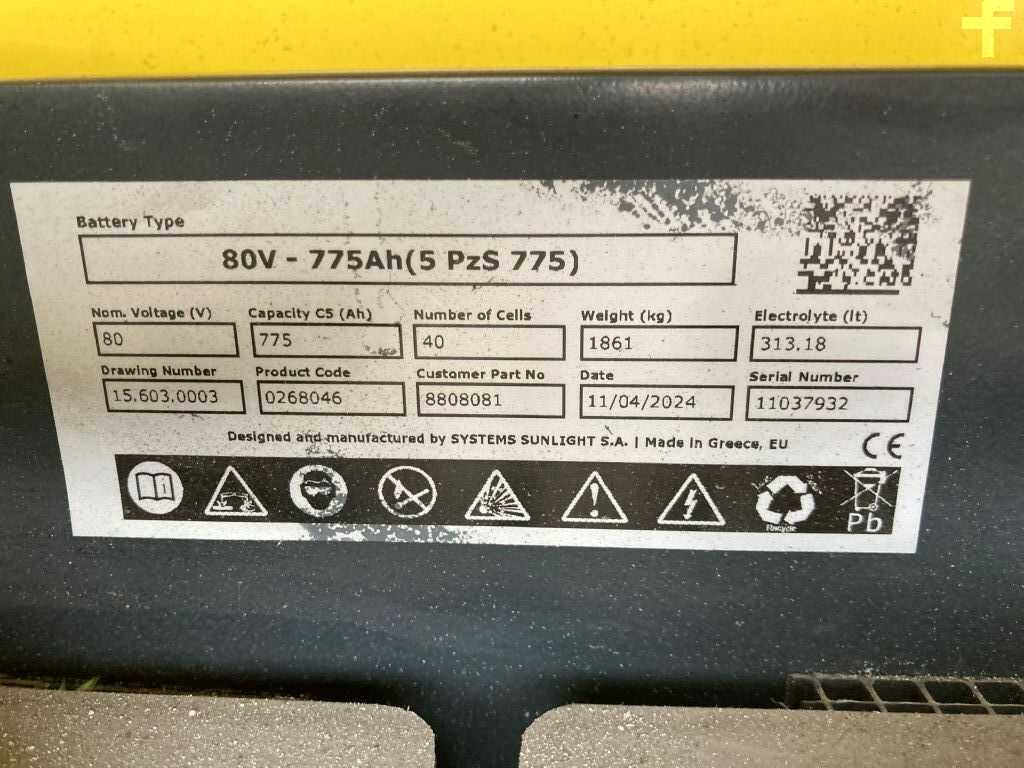 Battery Type
80V - 775Ah(5 PzS 775)
Nom. Voltage (V) Capacity C5 (Ah) Number of Cells Weight (kg) Electrolyte (lt)
80 775 40 1861 313.18
Drawing Number Product Code Customer Part No Date Serial Number
15.603.0003 0268046 8808081 11/04/2024 11037932
Designed and manufactured by SYSTEMS SUNLIGHT S.A. | Made in Greece, EU
CE
Recycle
Pb